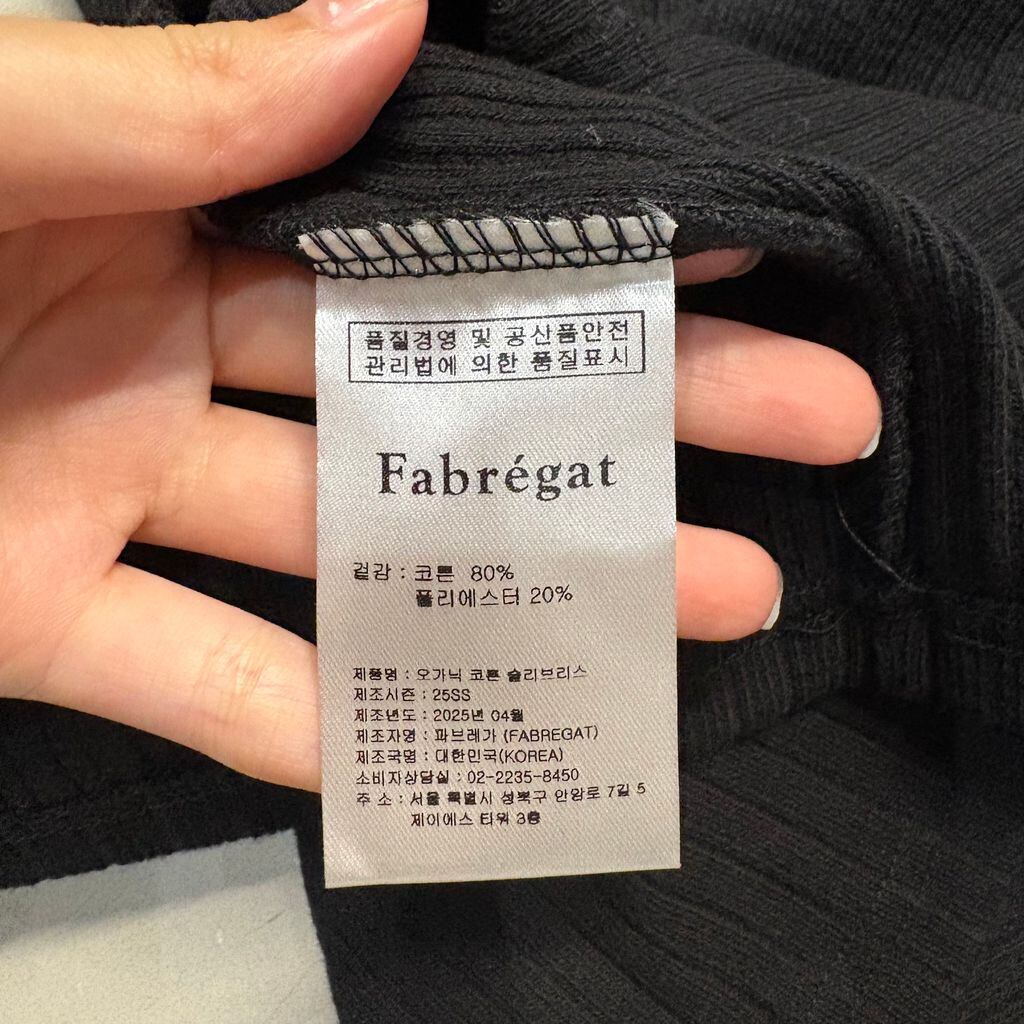 품질경영 및 공산품안전
관리법에 의한 품질표시
Fabrégat
겉감 : 코튼 80%
폴리에스터 20%
제품명 : 오가닉 코튼 슬리브리스
제조시즌 : 25SS
제조년도 : 2025년 04월
제조자명 : 파브레가 (FABREGAT)
제조국명 : 대한민국(KOREA)
소비자상담실 : 02-2235-8450
주 소 : 서울 특별시 성북구 안암로 7길 5
제이에스 타워 3층